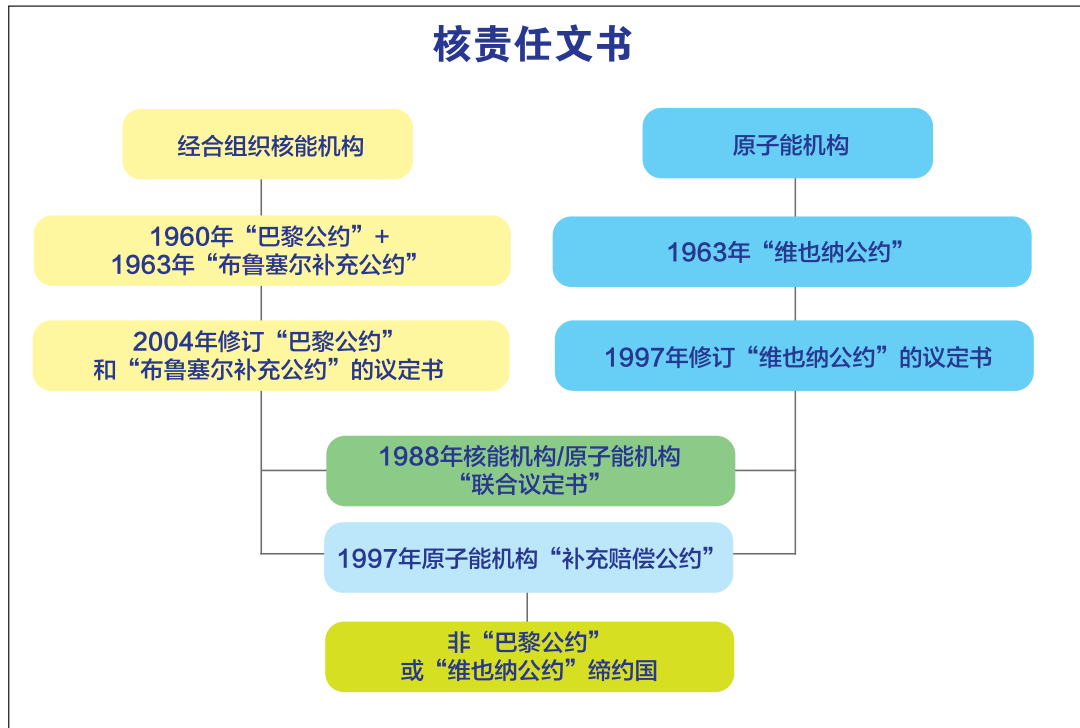 核责任文书
经合组织核能机构
1960年“巴黎公约”+
1963年“布鲁塞尔补充公约”
2004年修订“巴黎公约”
和“布鲁塞尔补充公约”的议定书
原子能机构
1963年“维也纳公约”
1997年修订“维也纳公约”的议定书
1988年核能机构/原子能机构
“联合议定书”
1997年原子能机构“补充赔偿公约”
非“巴黎公约”
或“维也纳公约”缔约国